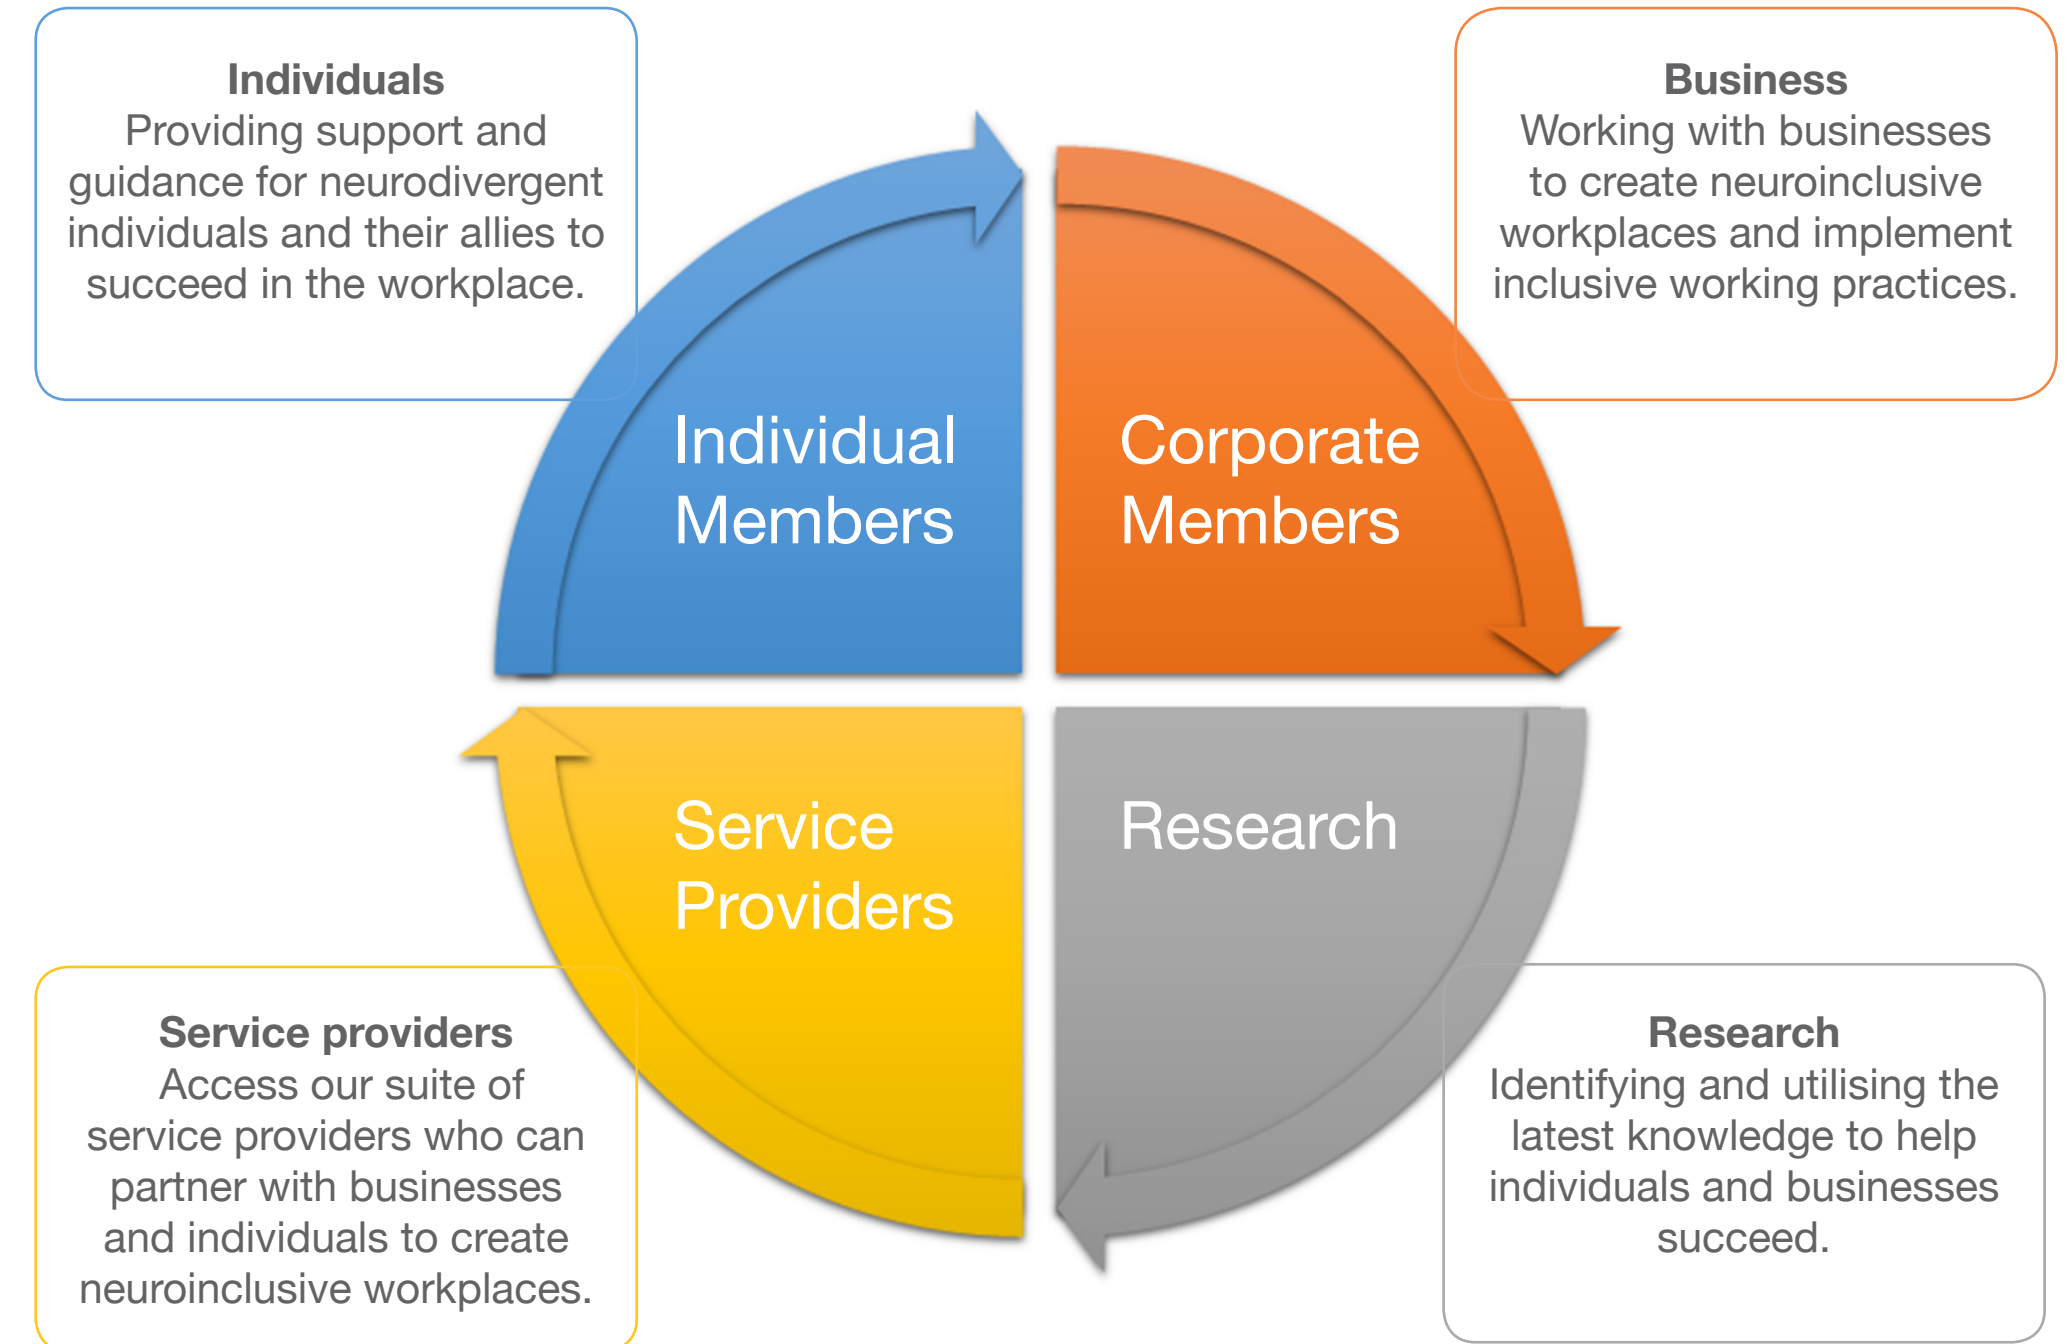 Individuals
Providing support and
guidance for neurodivergent
individuals and their allies to
succeed in the workplace.
Business
Working with businesses
to create neuroinclusive
workplaces and implement
inclusive working practices.
Individual
Members
Corporate
Members
Service
Providers
Research
Service providers
Access our suite of
service providers who can
partner with businesses
and individuals to create
neuroinclusive workplaces.
Research
Identifying and utilising the
latest knowledge to help
individuals and businesses
succeed.